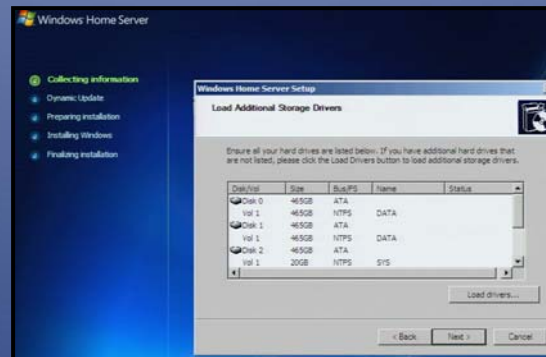 Windows Home Server
Collecting information
Dynamic Update
Preparing installation
Installing Windows
Finalizing installation
Windows Home Server Setup
Load Additional Storage Drivers
Ensure all your hard drives are listed below. If you have additional hard drives that
are not listed, please click the Load Drivers button to load additional storage drivers.
Disk/Vol Size Bus/FS Name Status
Disk 0 465GB ATA
Vol 1 465GB NTFS DATA
Disk 1 465GB ATA
Vol 1 465GB NTFS DATA
Disk 2 465GB ATA
Vol 1 20GB NTFS SYS
Load drivers...
< Back Next > Cancel